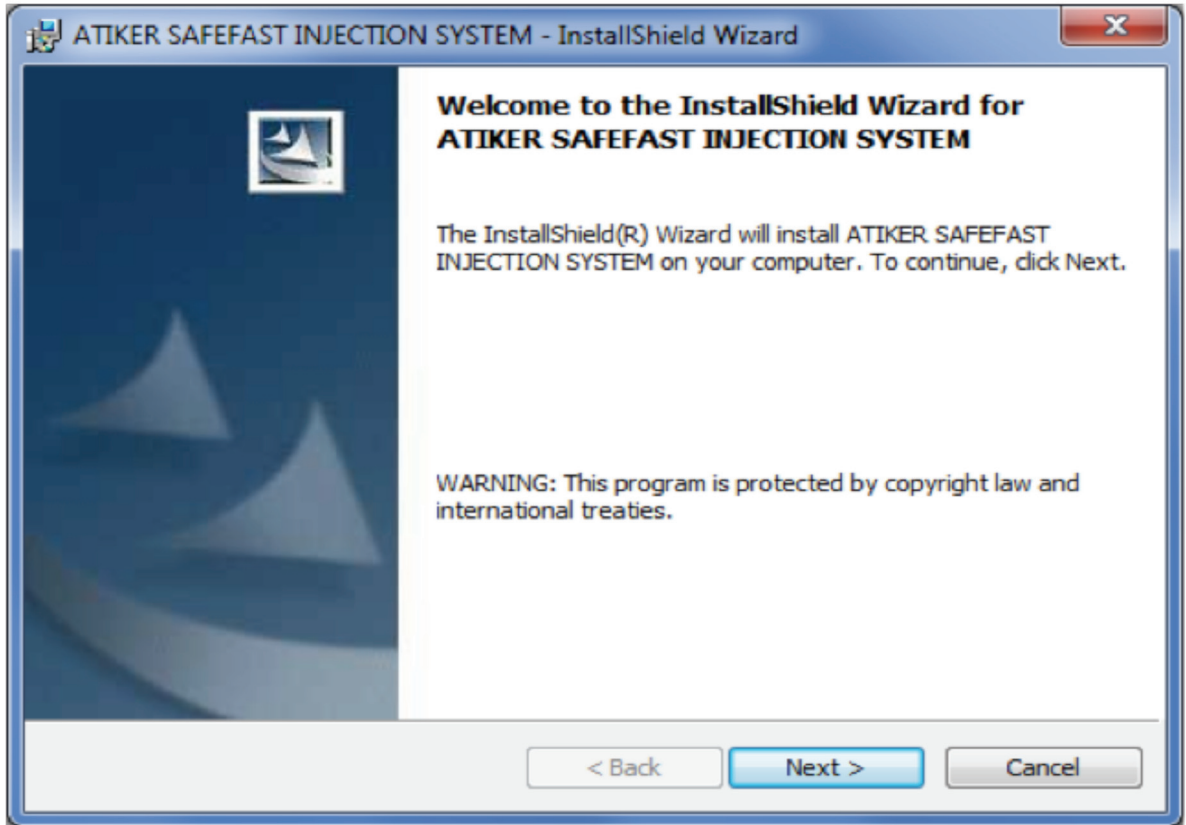 ATIKER SAFEFAST INJECTION SYSTEM - InstallShield Wizard
Welcome to the InstallShield Wizard for
ATIKER SAFEFAST INJECTION SYSTEM
The InstallShield(R) Wizard will install ATIKER SAFEFAST
INJECTION SYSTEM on your computer. To continue, click Next.
WARNING: This program is protected by copyright law and
international treaties.
< Back Next > Cancel